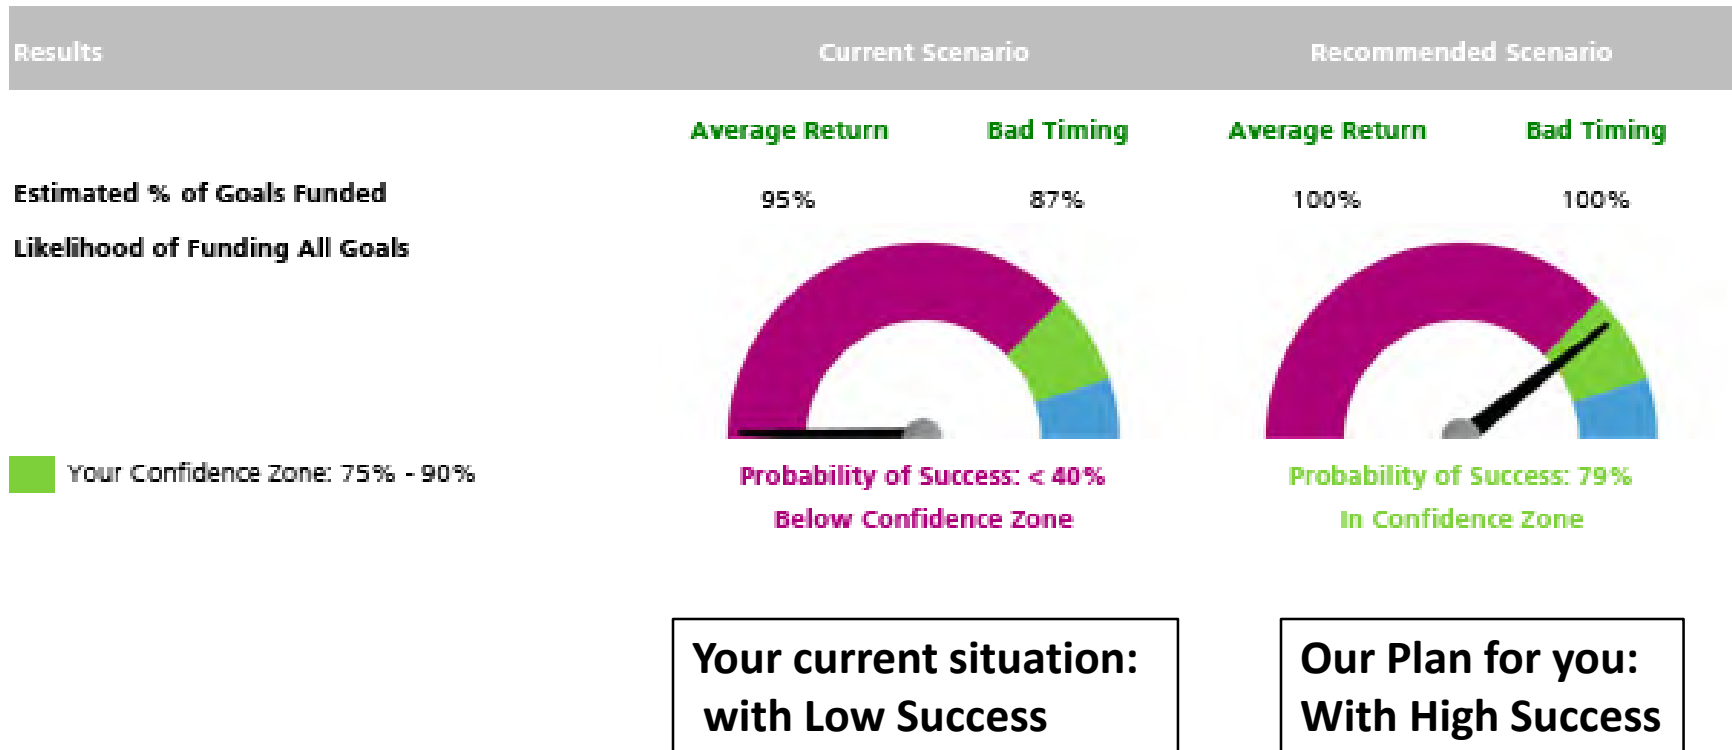 Results Current Scenario Recommended Scenario
Average Return Bad Timing Average Return Bad Timing
Estimated % of Goals Funded 95% 87% 100% 100%
Likelihood of Funding All Goals
Your Confidence Zone: 75% - 90%
Probability of Success: < 40% Probability of Success: 79%
Below Confidence Zone In Confidence Zone
Your current situation:
with Low Success
Our Plan for you:
With High Success